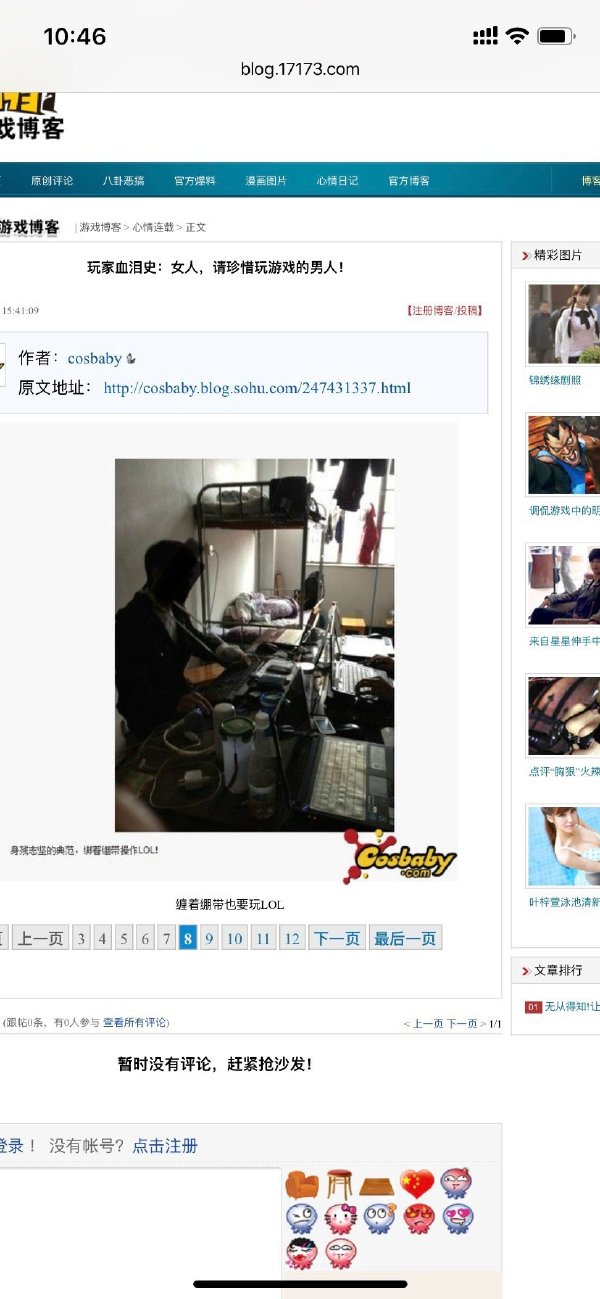 10:46
blog.17173.com
戏博客
原创评论 八卦恶搞 官方爆料 漫画图片 心情日记 官方博客 博客
游戏博客 | 游戏博客 > 心情连载 > 正文
精彩图片
玩家血泪史：女人，请珍惜玩游戏的男人！
15:41:09 【注册博客/投稿】
作者：cosbaby
原文地址：http://cosbaby.blog.sohu.com/247431337.html
锦绣缘剧照
调侃游戏中的明
来自星星伸手中
点评“胸狠”火辣
叶梓萱泳池清新
身残志坚的典范，绑着绷带操作LOL!
Cosbaby
.com
缠着绷带也要玩LOL
页 上一页 3 4 5 6 7 8 9 10 11 12 下一页 最后一页
文章排行
01 无从得知!让
(跟帖0条，有0人参与 查看所有评论)
< 上一页 下一页 > 1/1
暂时没有评论，赶紧抢沙发！
登录！ 没有帐号？点击注册